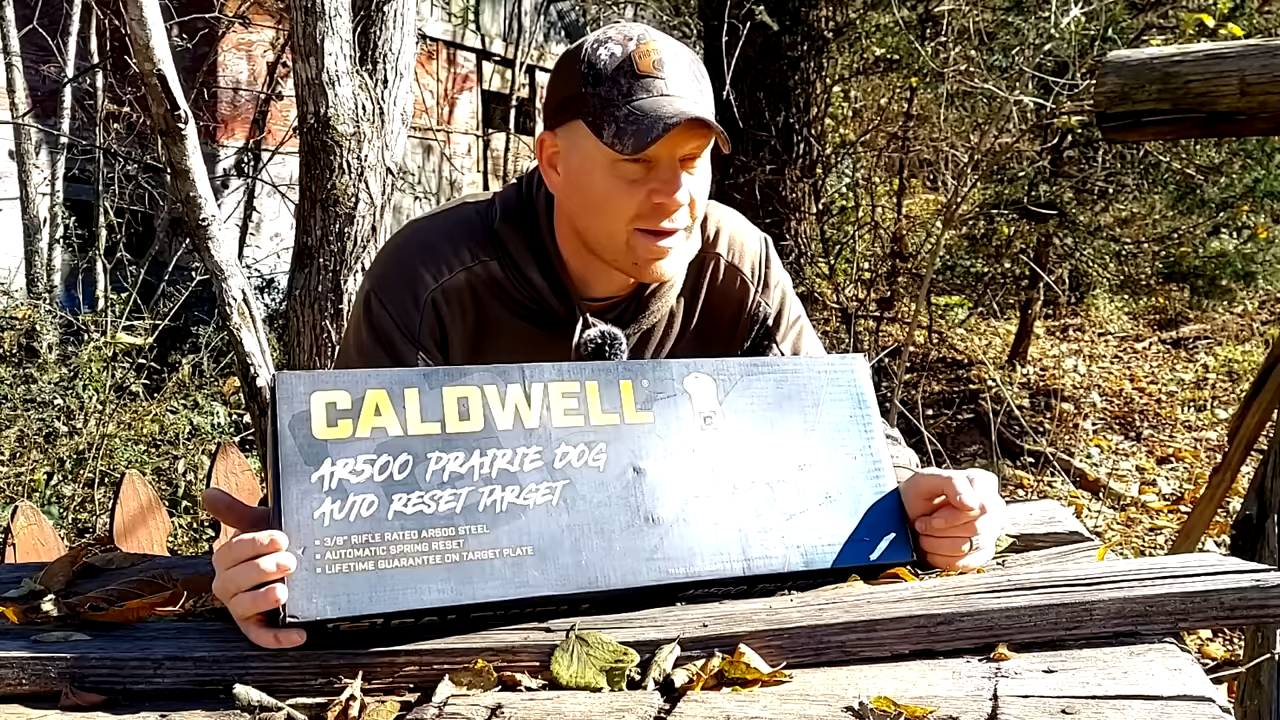 CALDWELL®
AR500 PRAIRIE DOG
AUTO RESET TARGET
3/8" RIFLE RATED AR500 STEEL
AUTOMATIC SPRING RESET
LIFETIME GUARANTEE ON TARGET PLATE